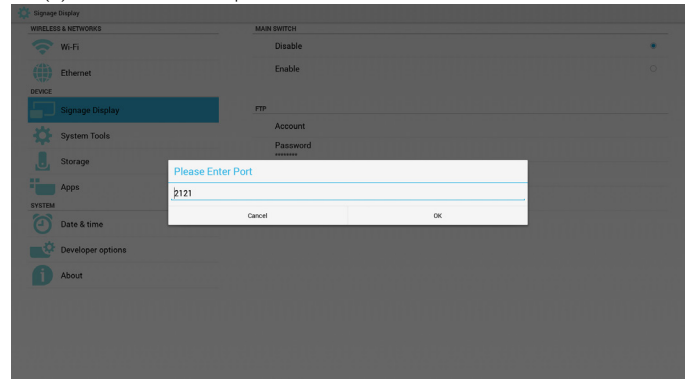 Signage Display
WIRELESS & NETWORKS
Wi-Fi
Ethernet
DEVICE
Signage Display
System Tools
Storage
Apps
SYSTEM
Date & time
Developer options
About
MAIN SWITCH
Disable
Enable
FTP
Account
Password
********
Please Enter Port
2121
Cancel
OK